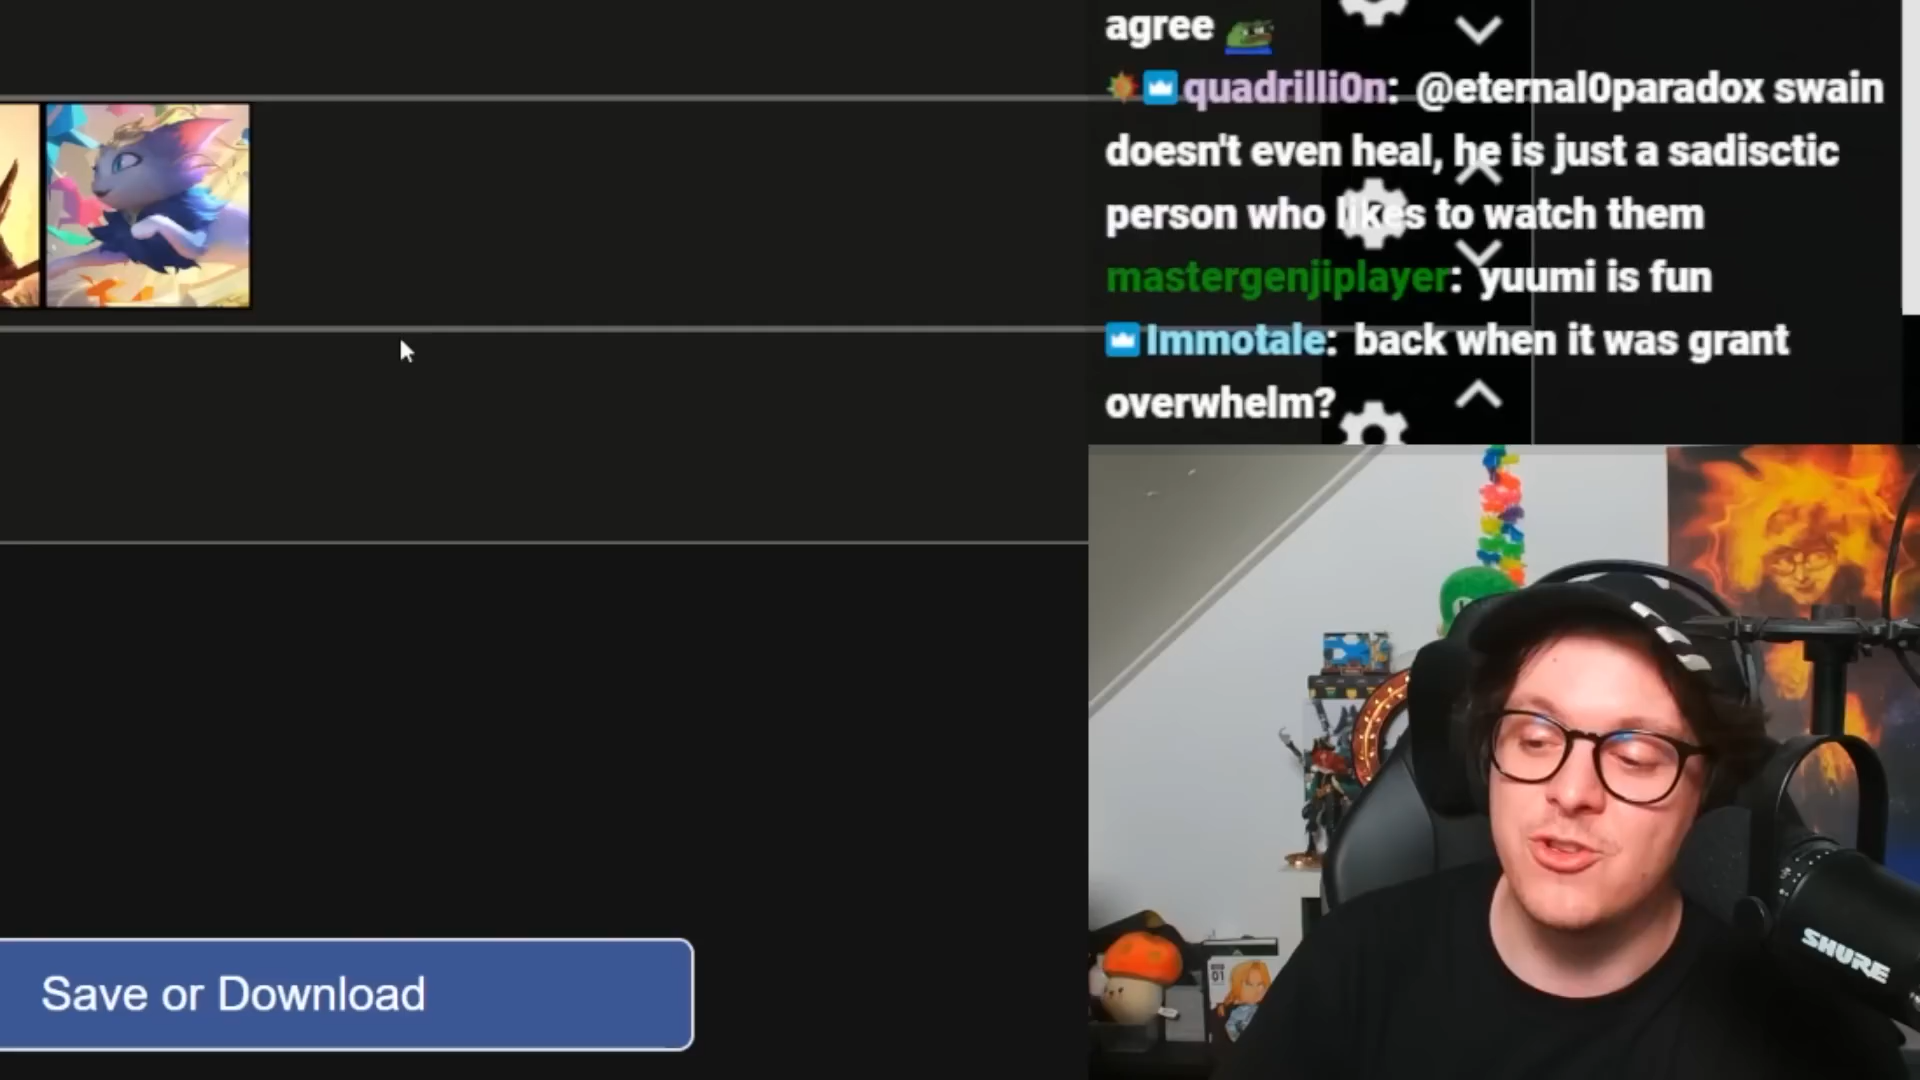 agree
quadrilli0n: @eternal0paradox swain
doesn't even heal, he is just a sadisctic
person who likes to watch them
mastergenjiplayer: yuumi is fun
Immotale: back when it was grant
overwhelm?
01
SHURE
Save or Download